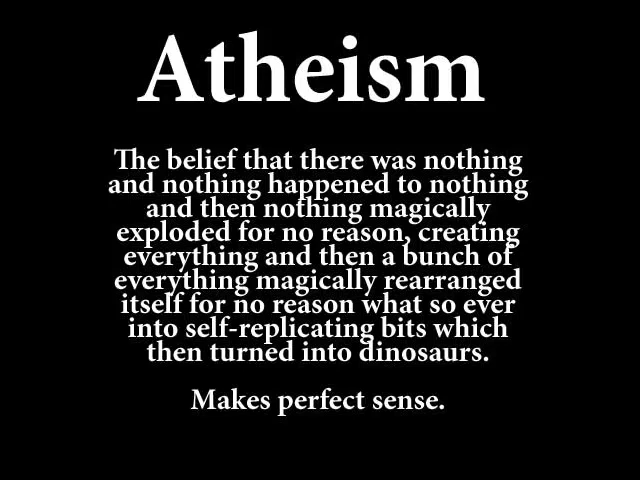 Atheism
The belief that there was nothing
and nothing happened to nothing
and then nothing magically
exploded for no reason, creating
everything and then a bunch of
everything magically rearranged
itself for no reason what so ever
into self-replicating bits which
then turned into dinosaurs.
Makes perfect sense.